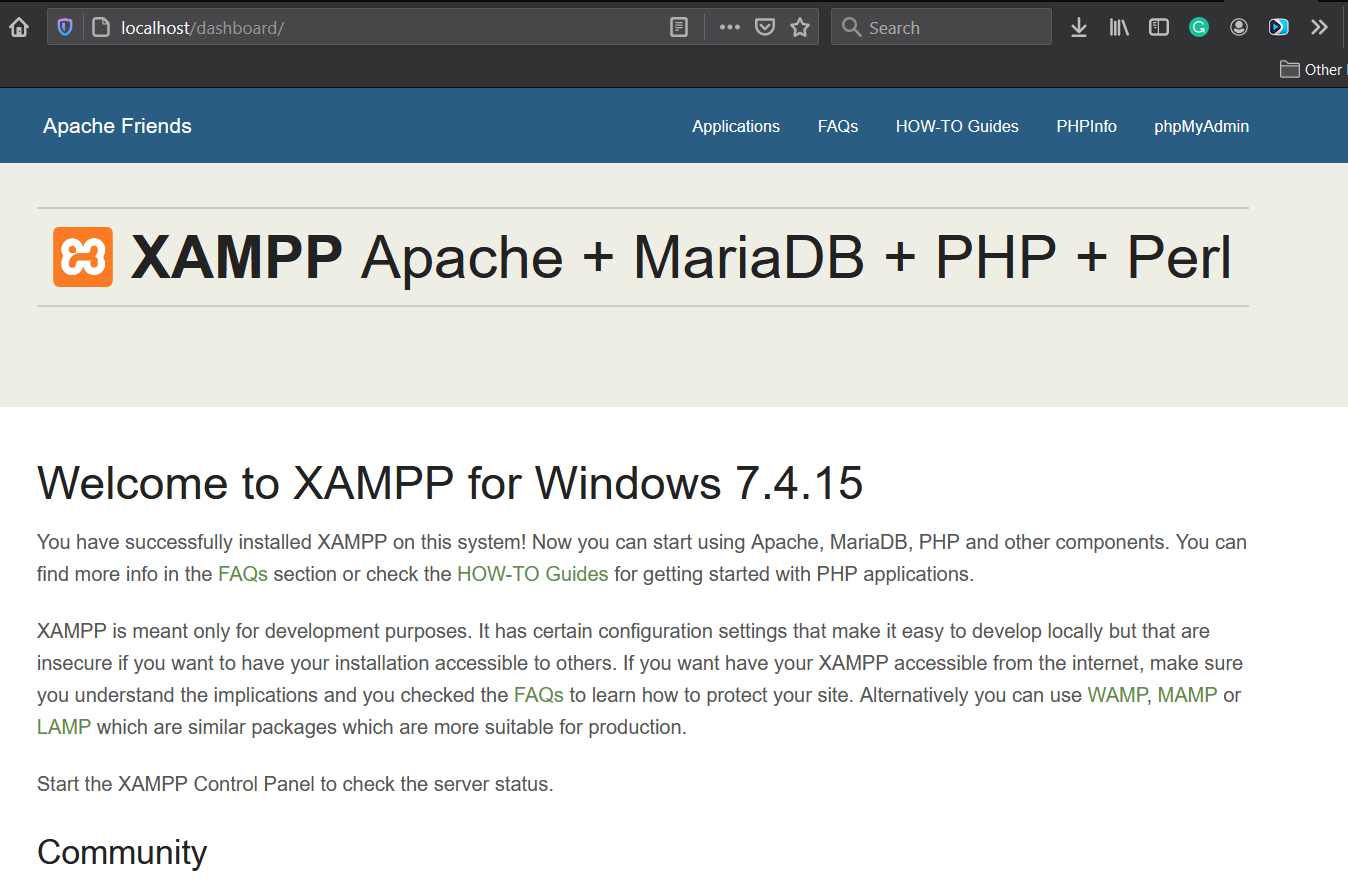 localhost/dashboard/
Search
Other
Apache Friends
Applications FAQs HOW-TO Guides PHPInfo phpMyAdmin
XAMPP Apache + MariaDB + PHP + Perl
Welcome to XAMPP for Windows 7.4.15
You have successfully installed XAMPP on this system! Now you can start using Apache, MariaDB, PHP and other components. You can
find more info in the FAQs section or check the HOW-TO Guides for getting started with PHP applications.
XAMPP is meant only for development purposes. It has certain configuration settings that make it easy to develop locally but that are
insecure if you want to have your installation accessible to others. If you want have your XAMPP accessible from the internet, make sure
you understand the implications and you checked the FAQs to learn how to protect your site. Alternatively you can use WAMP, MAMP or
LAMP which are similar packages which are more suitable for production.
Start the XAMPP Control Panel to check the server status.
Community